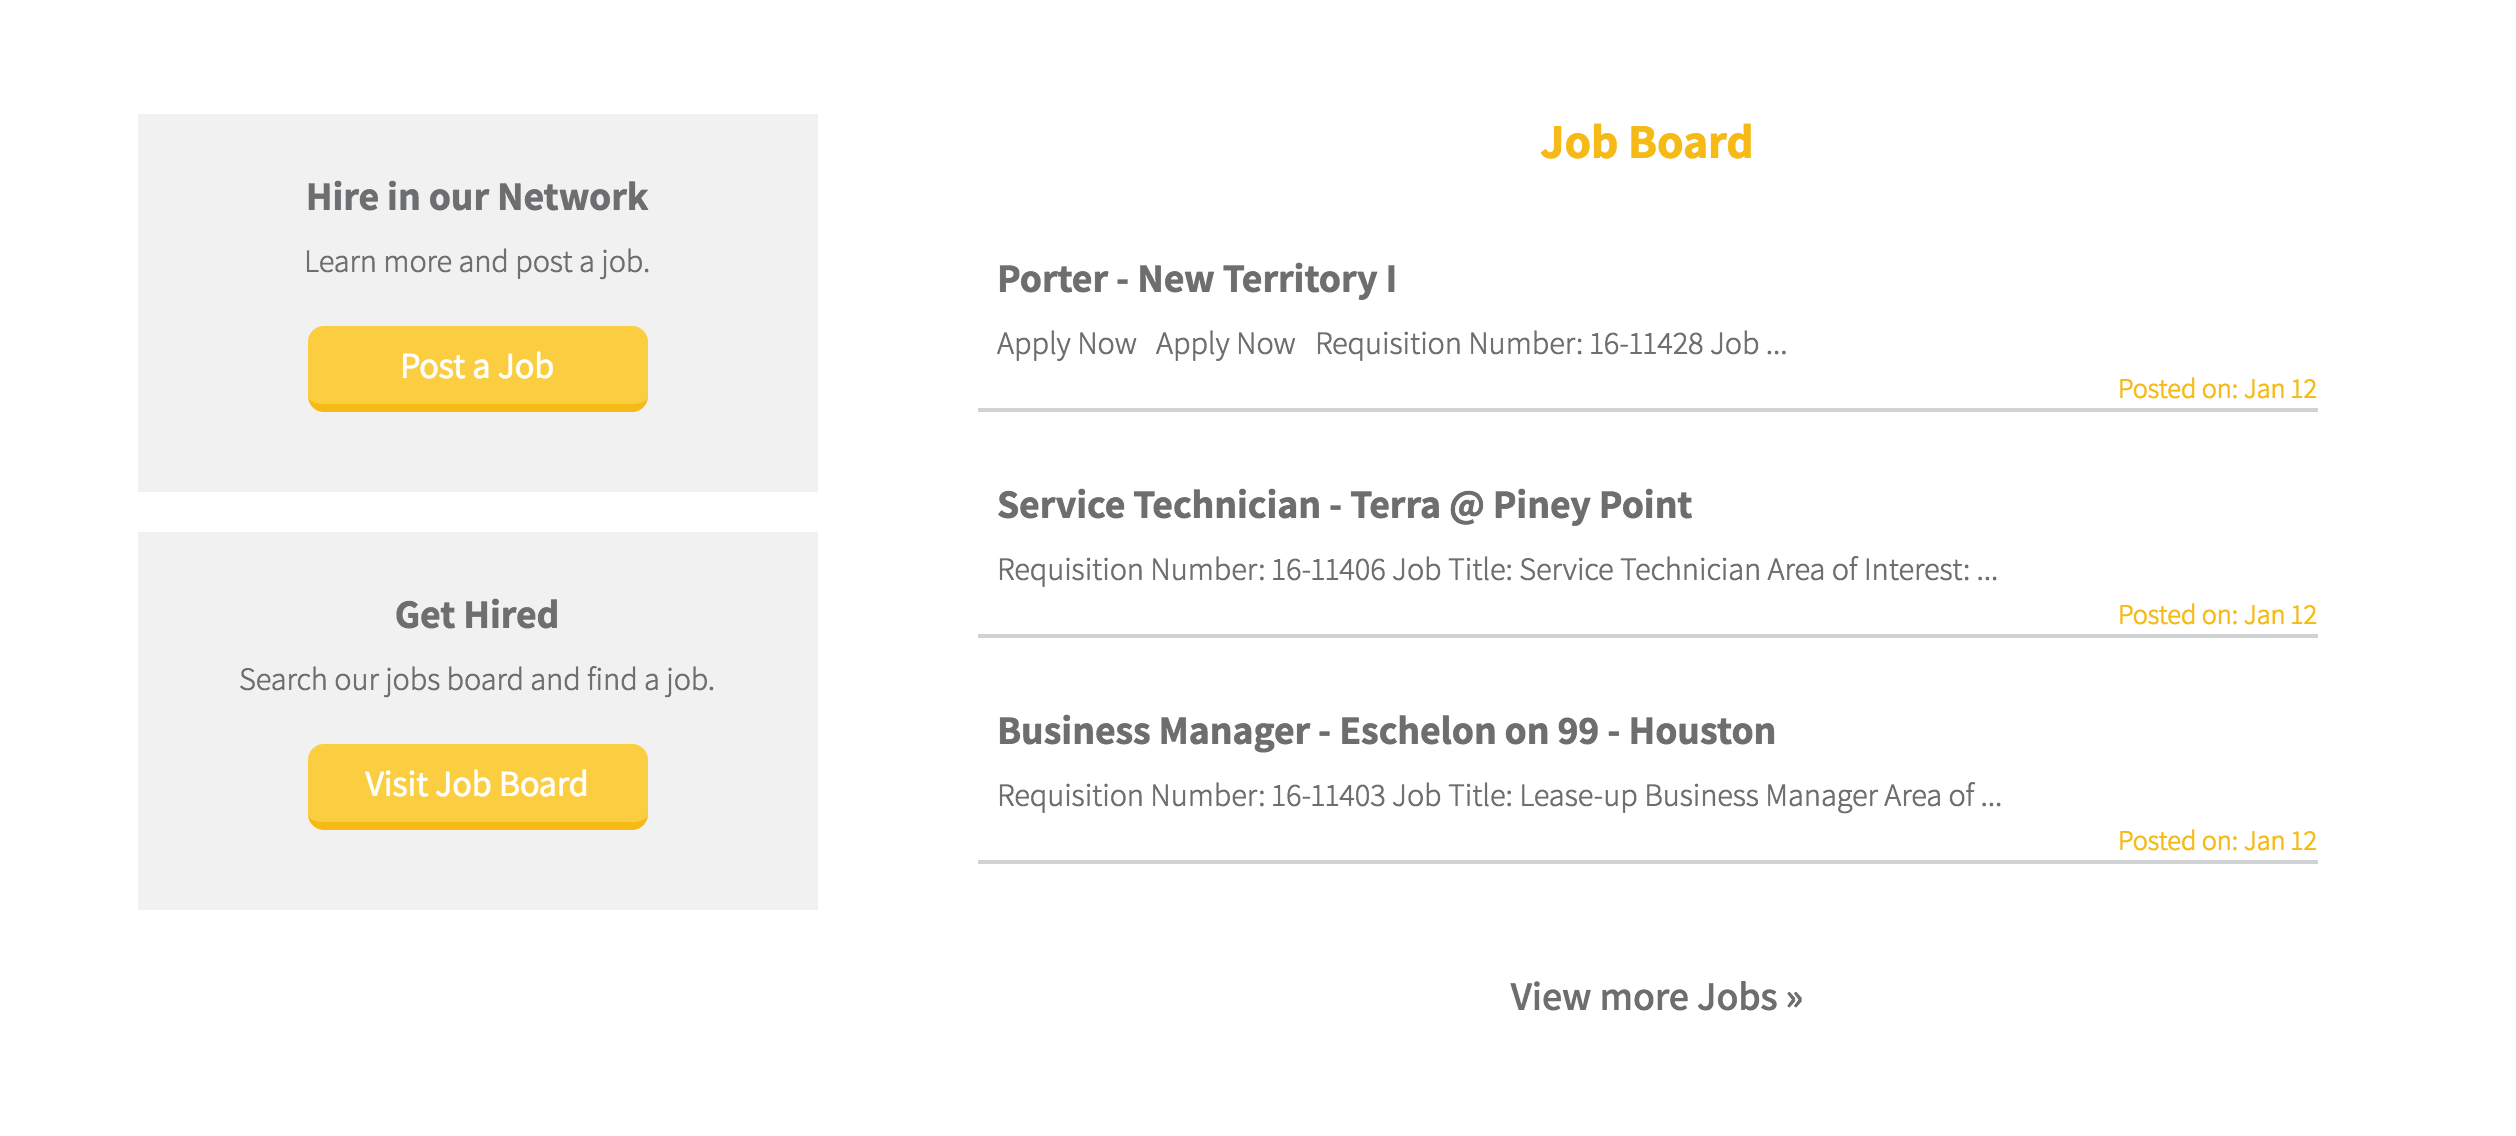 Hire in our Network
Learn more and post a job.
Post a Job
Get Hired
Search our jobs board and find a job.
Visit Job Board
Job Board
Porter - New Territory I
Apply Now   Apply Now   Requisition Number: 16-11428 Job ...
Posted on: Jan 12
Service Technician - Terra @ Piney Point
Requisition Number: 16-11406 Job Title: Service Technician Area of Interest: ...
Posted on: Jan 12
Business Manager - Eschelon on 99 - Houston
Requisition Number: 16-11403 Job Title: Lease-up Business Manager Area of ...
Posted on: Jan 12
View more Jobs »